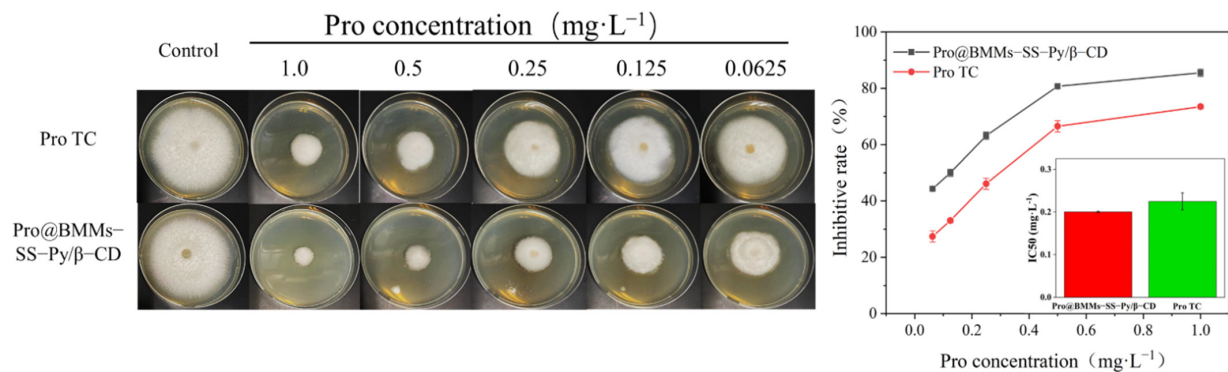 Pro concentration (mg·L⁻¹)
Control
1.0 0.5 0.25 0.125 0.0625
Pro TC
Pro@BMMs−
SS−Py/β−CD
Pro@BMMs−SS−Py/β−CD
Pro TC
Inhibitive rate (%)
100
80
60
40
20
0
0.0 0.2 0.4 0.6 0.8 1.0
Pro concentration (mg·L⁻¹)
IC50 (mg·L⁻¹)
0.3
0.2
0.1
0.0
Pro@BMMs−SS−Py/β−CD Pro TC